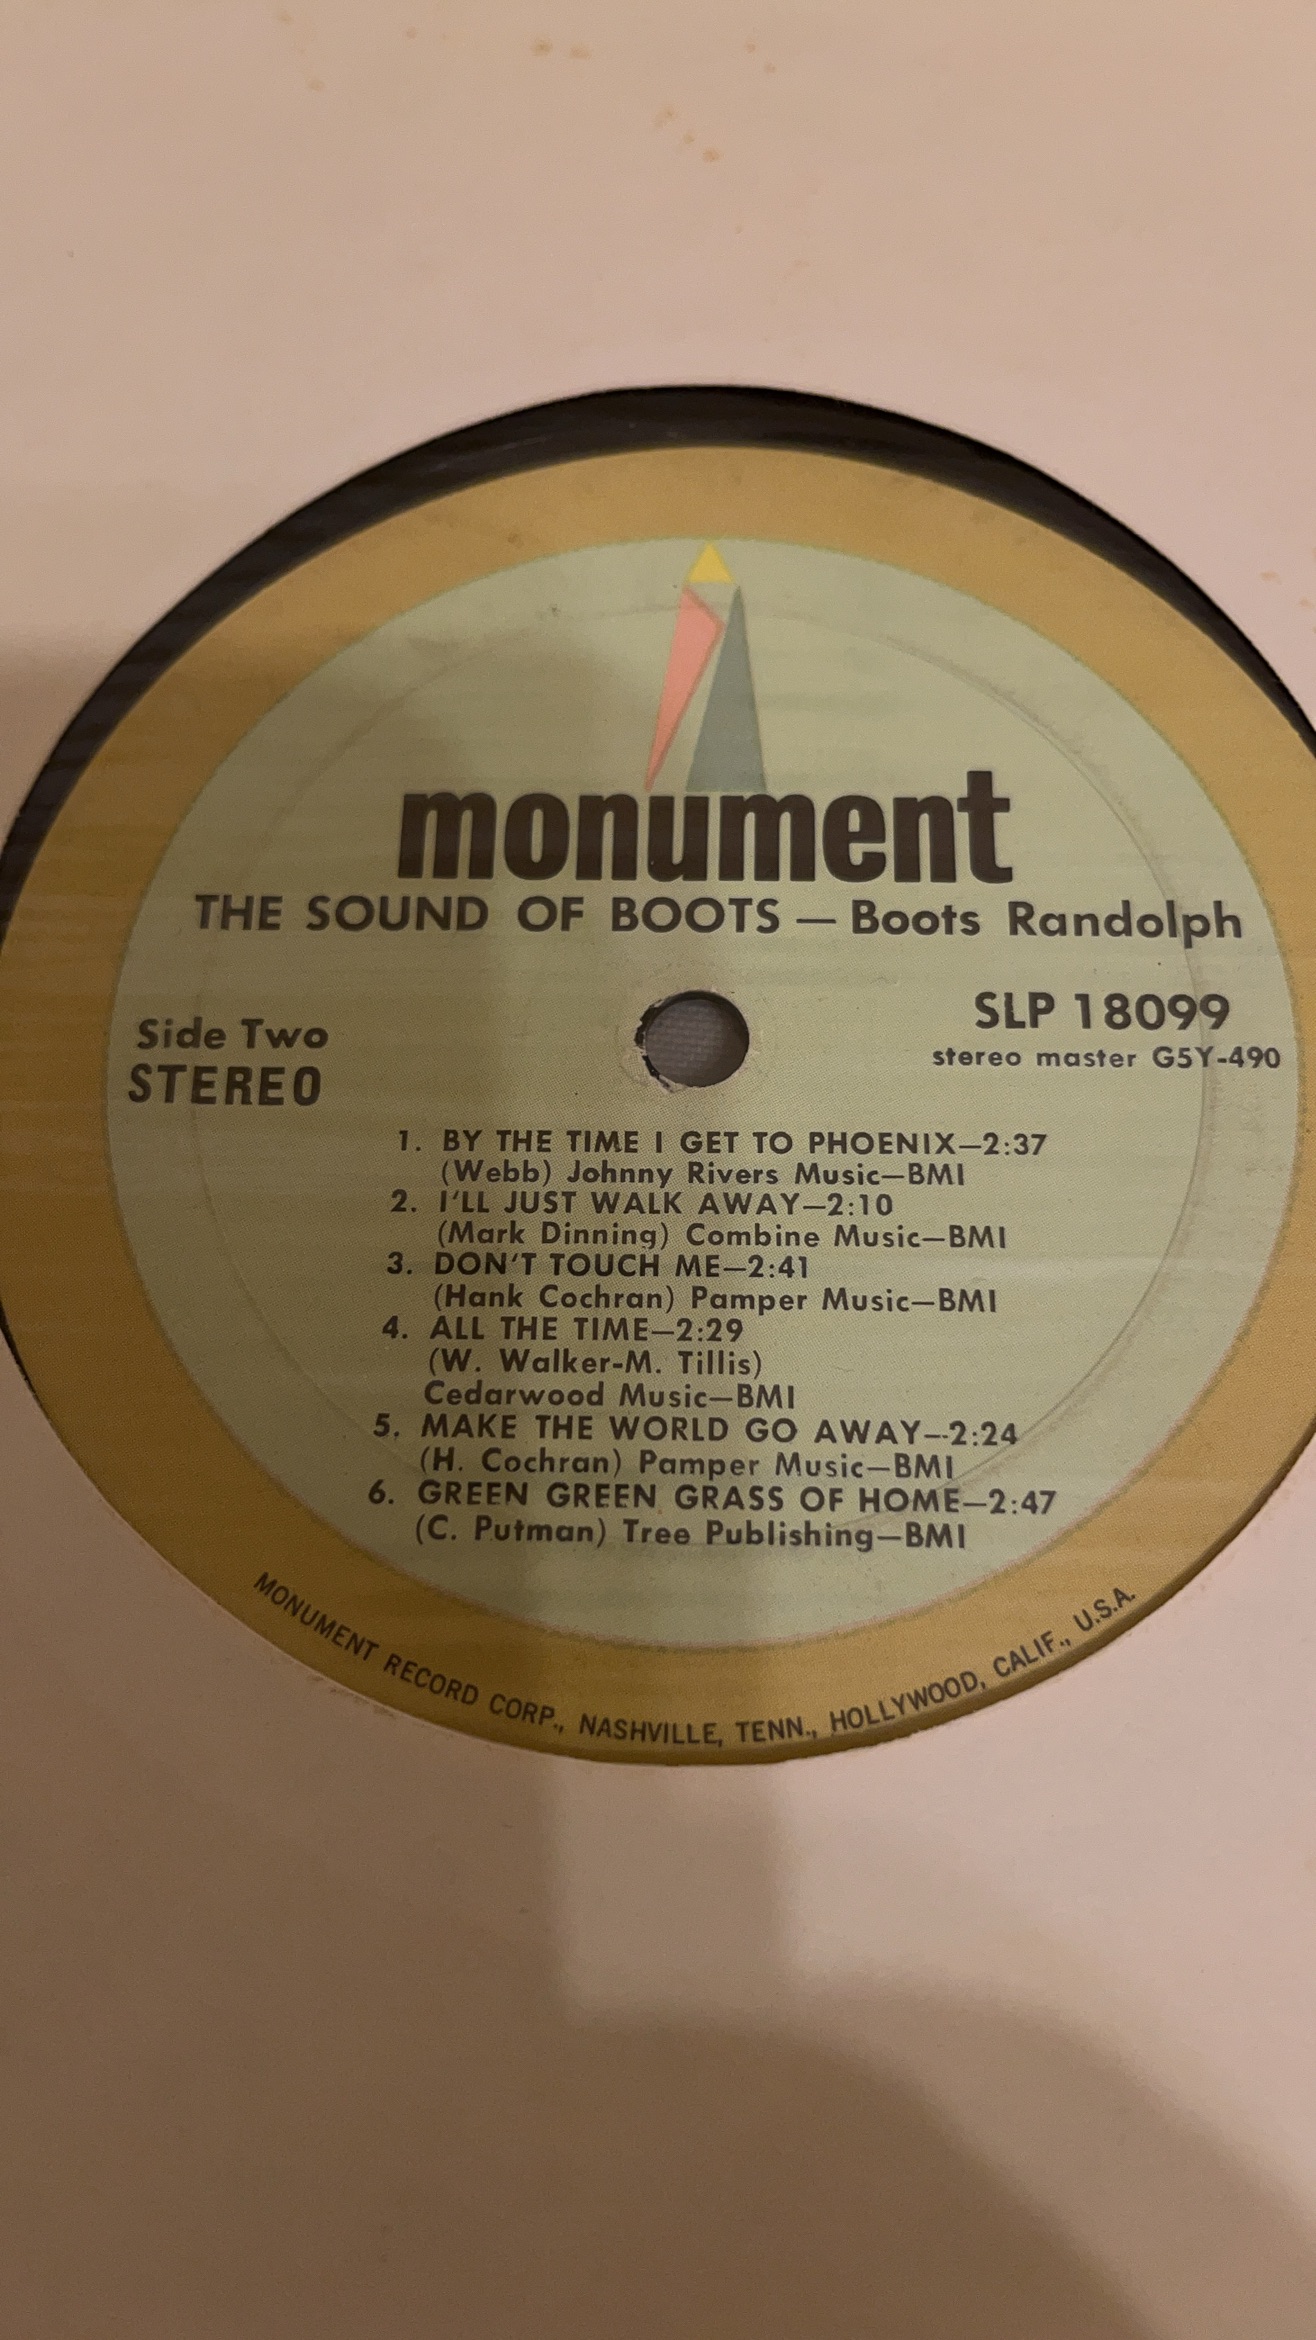 monument
THE SOUND OF BOOTS — Boots Randolph
Side Two
STEREO
SLP 18099
stereo master G5Y-490
1. BY THE TIME I GET TO PHOENIX—2:37
(Webb) Johnny Rivers Music—BMI
2. I'LL JUST WALK AWAY—2:10
(Mark Dinning) Combine Music—BMI
3. DON'T TOUCH ME—2:41
(Hank Cochran) Pamper Music—BMI
4. ALL THE TIME—2:29
(W. Walker-M. Tillis)
Cedarwood Music—BMI
5. MAKE THE WORLD GO AWAY—2:24
(H. Cochran) Pamper Music—BMI
6. GREEN GREEN GRASS OF HOME—2:47
(C. Putman) Tree Publishing—BMI
MONUMENT RECORD CORP., NASHVILLE, TENN., HOLLYWOOD, CALIF., U.S.A.